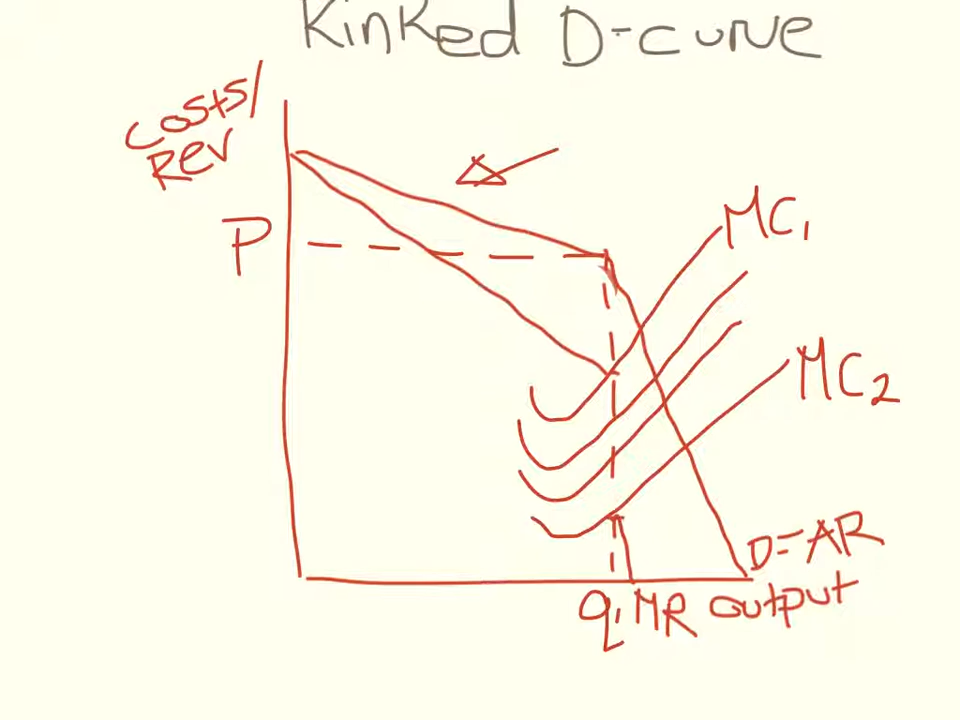 Kinked D-curve
Costs/
Rev
P
MC1
MC2
D=AR
q1 MR output